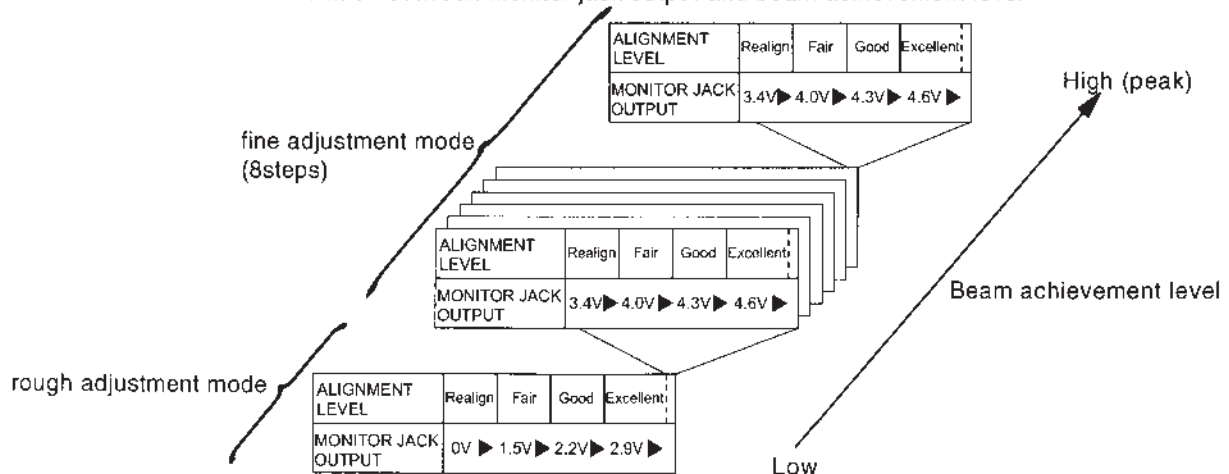 ALIGNMENT LEVEL Realign Fair Good Excellent
MONITOR JACK OUTPUT 3.4V ▶ 4.0V ▶ 4.3V ▶ 4.6V ▶
High (peak)
fine adjustment mode
(8steps)
ALIGNMENT LEVEL Realign Fair Good Excellent
MONITOR JACK OUTPUT 3.4V ▶ 4.0V ▶ 4.3V ▶ 4.6V ▶
Beam achievement level
rough adjustment mode
ALIGNMENT LEVEL Realign Fair Good Excellent
MONITOR JACK OUTPUT 0V ▶ 1.5V ▶ 2.2V ▶ 2.9V ▶
Low